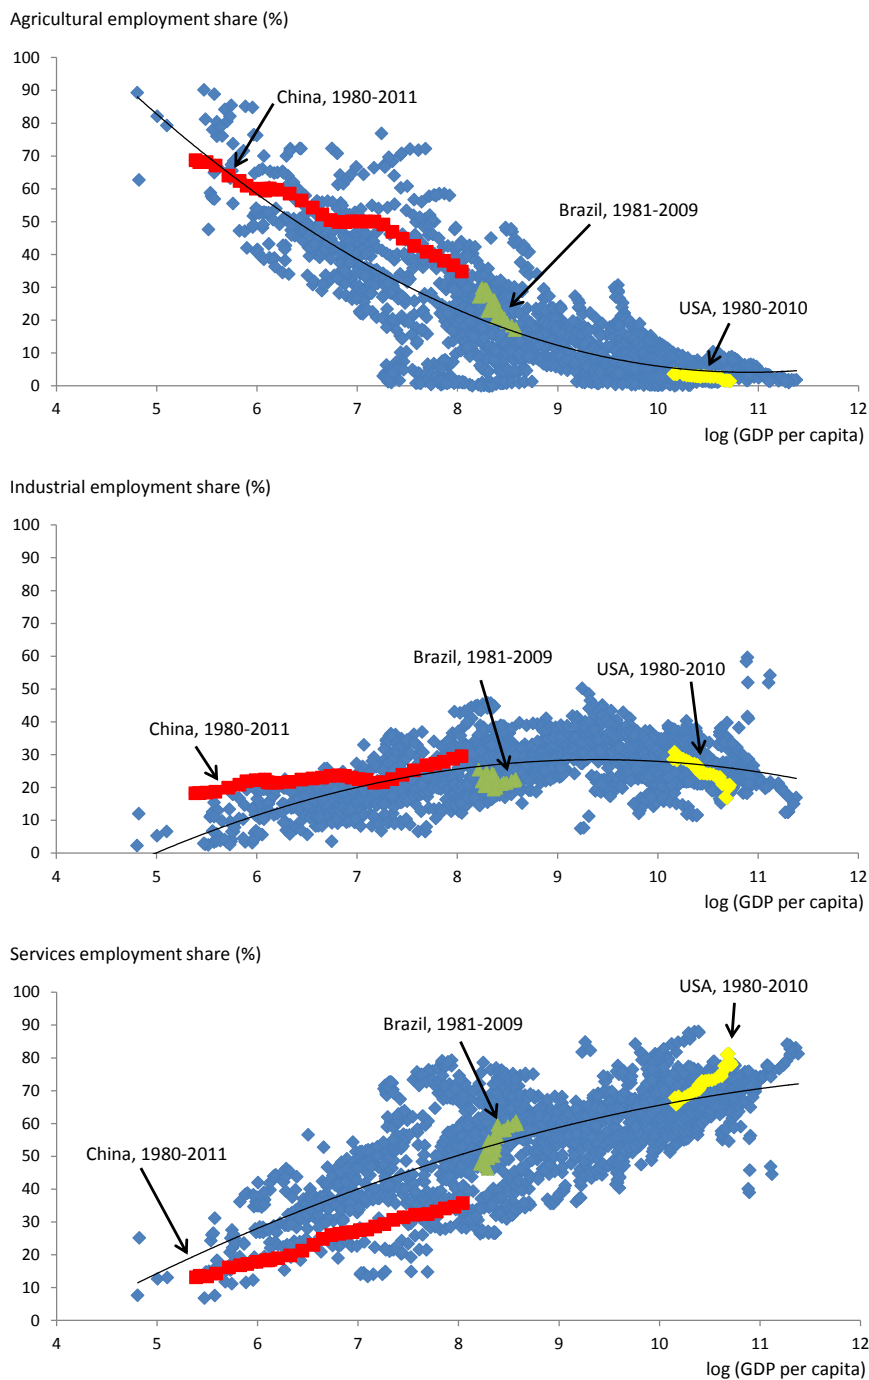 Agricultural employment share (%)
100
90
80
70
60
50
40
30
20
10
0
China, 1980-2011
Brazil, 1981-2009
USA, 1980-2010
4 5 6 7 8 9 10 11 12
log (GDP per capita)
Industrial employment share (%)
100
90
80
70
60
50
40
30
20
10
0
Brazil, 1981-2009
USA, 1980-2010
China, 1980-2011
4 5 6 7 8 9 10 11 12
log (GDP per capita)
Services employment share (%)
USA, 1980-2010
Brazil, 1981-2009
100
90
80
70
60
50
40
30
20
10
0
China, 1980-2011
4 5 6 7 8 9 10 11 12
log (GDP per capita)